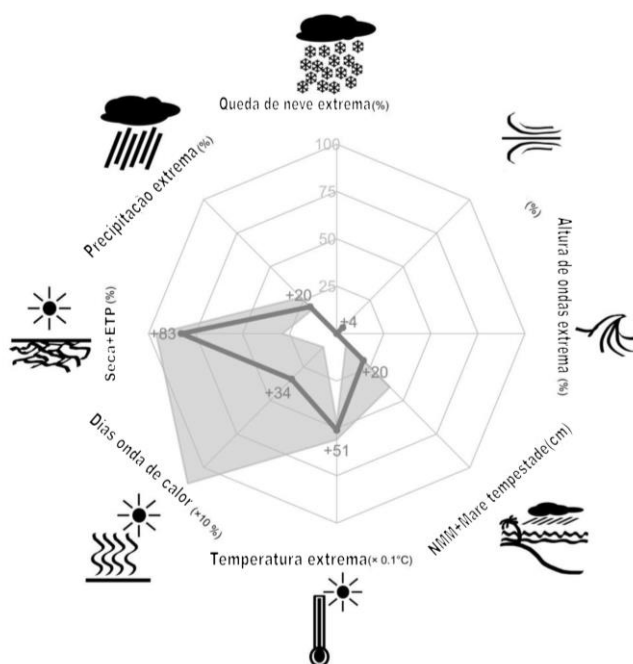 Queda de neve extrema(%)
Precipitacão extrema(%)
(%)
Altura de ondas extrema (%)
Seca+ETP (%)
Dias onda de calor (×10 %)
NMM+Mare tempestade(cm)
Temperatura extrema(× 0.1°C)
100
75
50
25
+20
+4
+83
+20
+34
+51